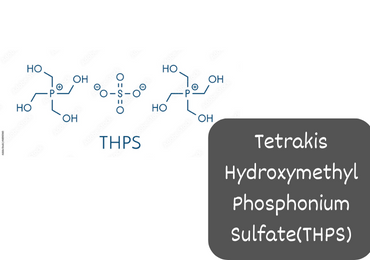 HO OH HO OH
P O P
O S O
HO O HO
OH OH
THPS
Tetrakis
Hydroxymethyl
Phosphonium
Sulfate(THPS)